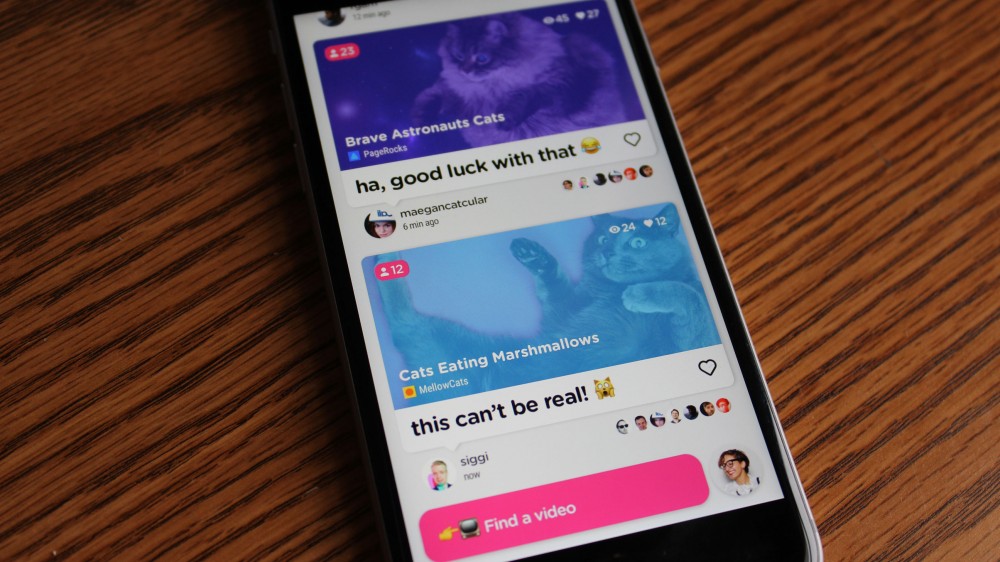 12 min ago
23
45 27
Brave Astronauts Cats
PageRocks
ha, good luck with that 😂
maegancatcular
6 min ago
12
24 12
Cats Eating Marshmallows
MellowCats
this can't be real! 🙀
siggi
now
👉📺 Find a video